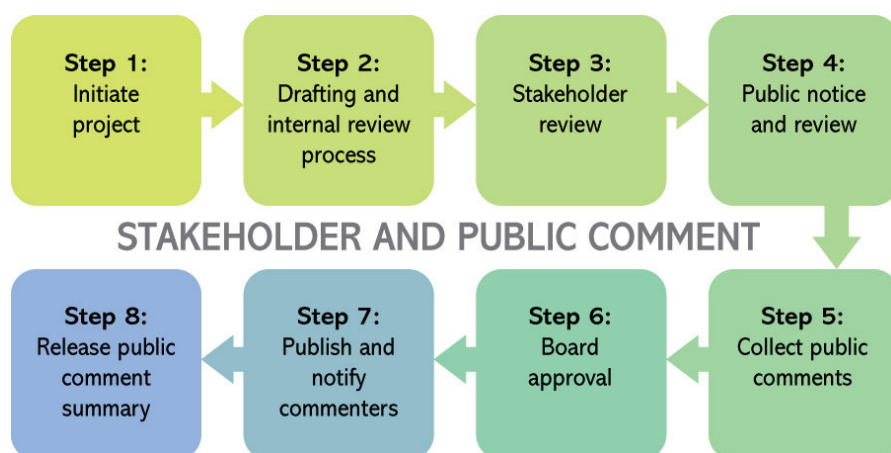 Step 1:
Initiate
project
Step 2:
Drafting and
internal review
process
Step 3:
Stakeholder
review
Step 4:
Public notice
and review
STAKEHOLDER AND PUBLIC COMMENT
Step 5:
Collect public
comments
Step 6:
Board
approval
Step 7:
Publish and
notify
commenters
Step 8:
Release public
comment
summary